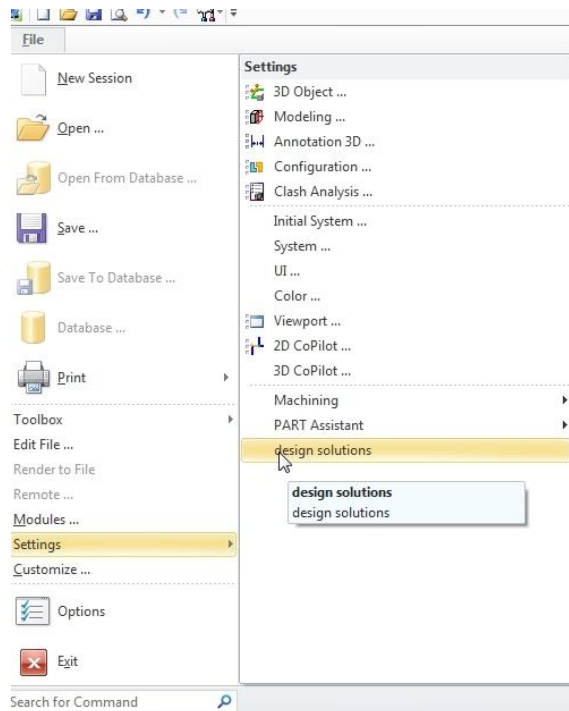 File
New Session
Open ...
Open From Database ...
Save ...
Save To Database ...
Database ...
Print
Toolbox
Edit File ...
Render to File
Remote ...
Modules ...
Settings
Customize ...
Options
Exit
Search for Command
Settings
3D Object ...
Modeling ...
Annotation 3D ...
Configuration ...
Clash Analysis ...
Initial System ...
System ...
UI ...
Color ...
Viewport ...
2D CoPilot ...
3D CoPilot ...
Machining
PART Assistant
design solutions
design solutions
design solutions